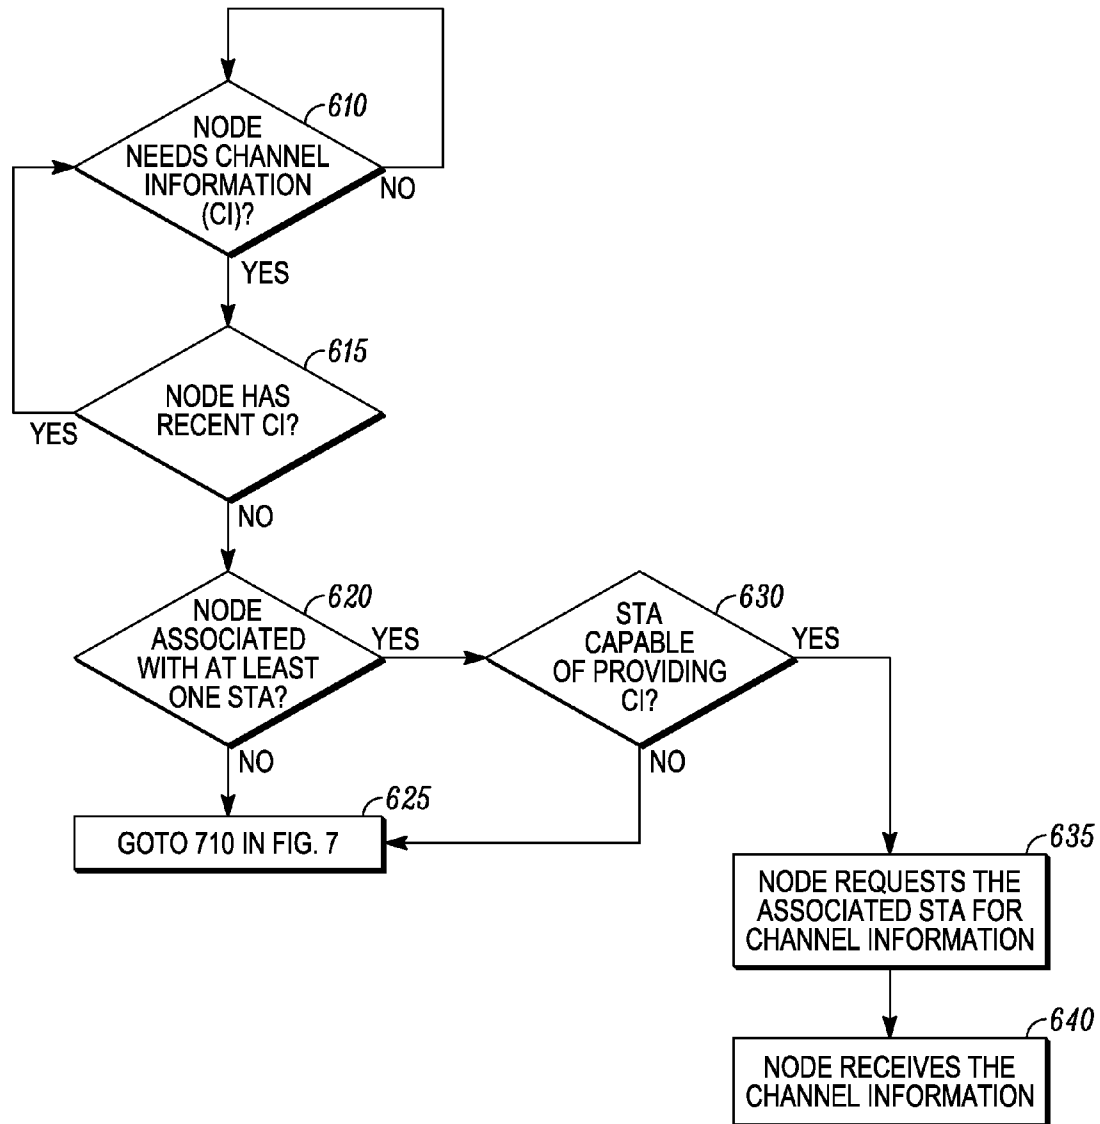 610
NODE
NEEDS CHANNEL
INFORMATION
(CI)?
NO
YES
615
NODE HAS
RECENT CI?
YES
NO
620
NODE
ASSOCIATED
WITH AT LEAST
ONE STA?
YES
NO
630
STA
CAPABLE
OF PROVIDING
CI?
YES
NO
625
GOTO 710 IN FIG. 7
635
NODE REQUESTS THE
ASSOCIATED STA FOR
CHANNEL INFORMATION
640
NODE RECEIVES THE
CHANNEL INFORMATION